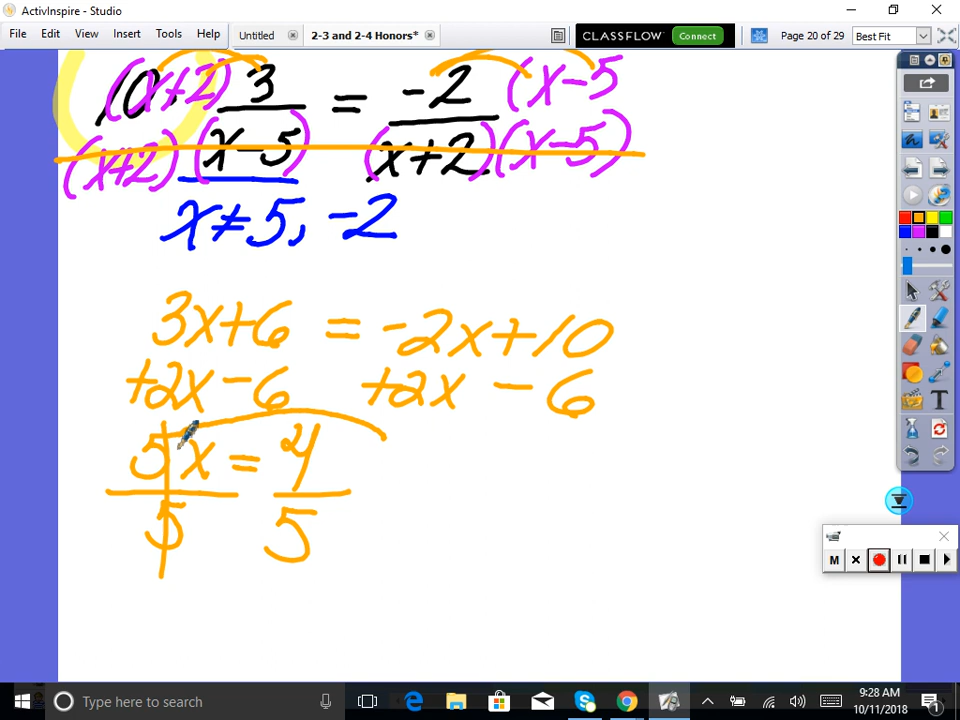 ActivInspire - Studio
File Edit View Insert Tools Help Untitled 2-3 and 2-4 Honors* CLASSFLOW Connect Page 20 of 29 Best Fit
10. (x+2) 3 = -2 (x-5
(x+2) (x-5) (x+2)(x-5)
x≠5, -2
3x+6 = -2x+10
+2x-6 +2x - 6
5x = 4
5 5
M
Type here to search
9:28 AM
10/11/2018
1